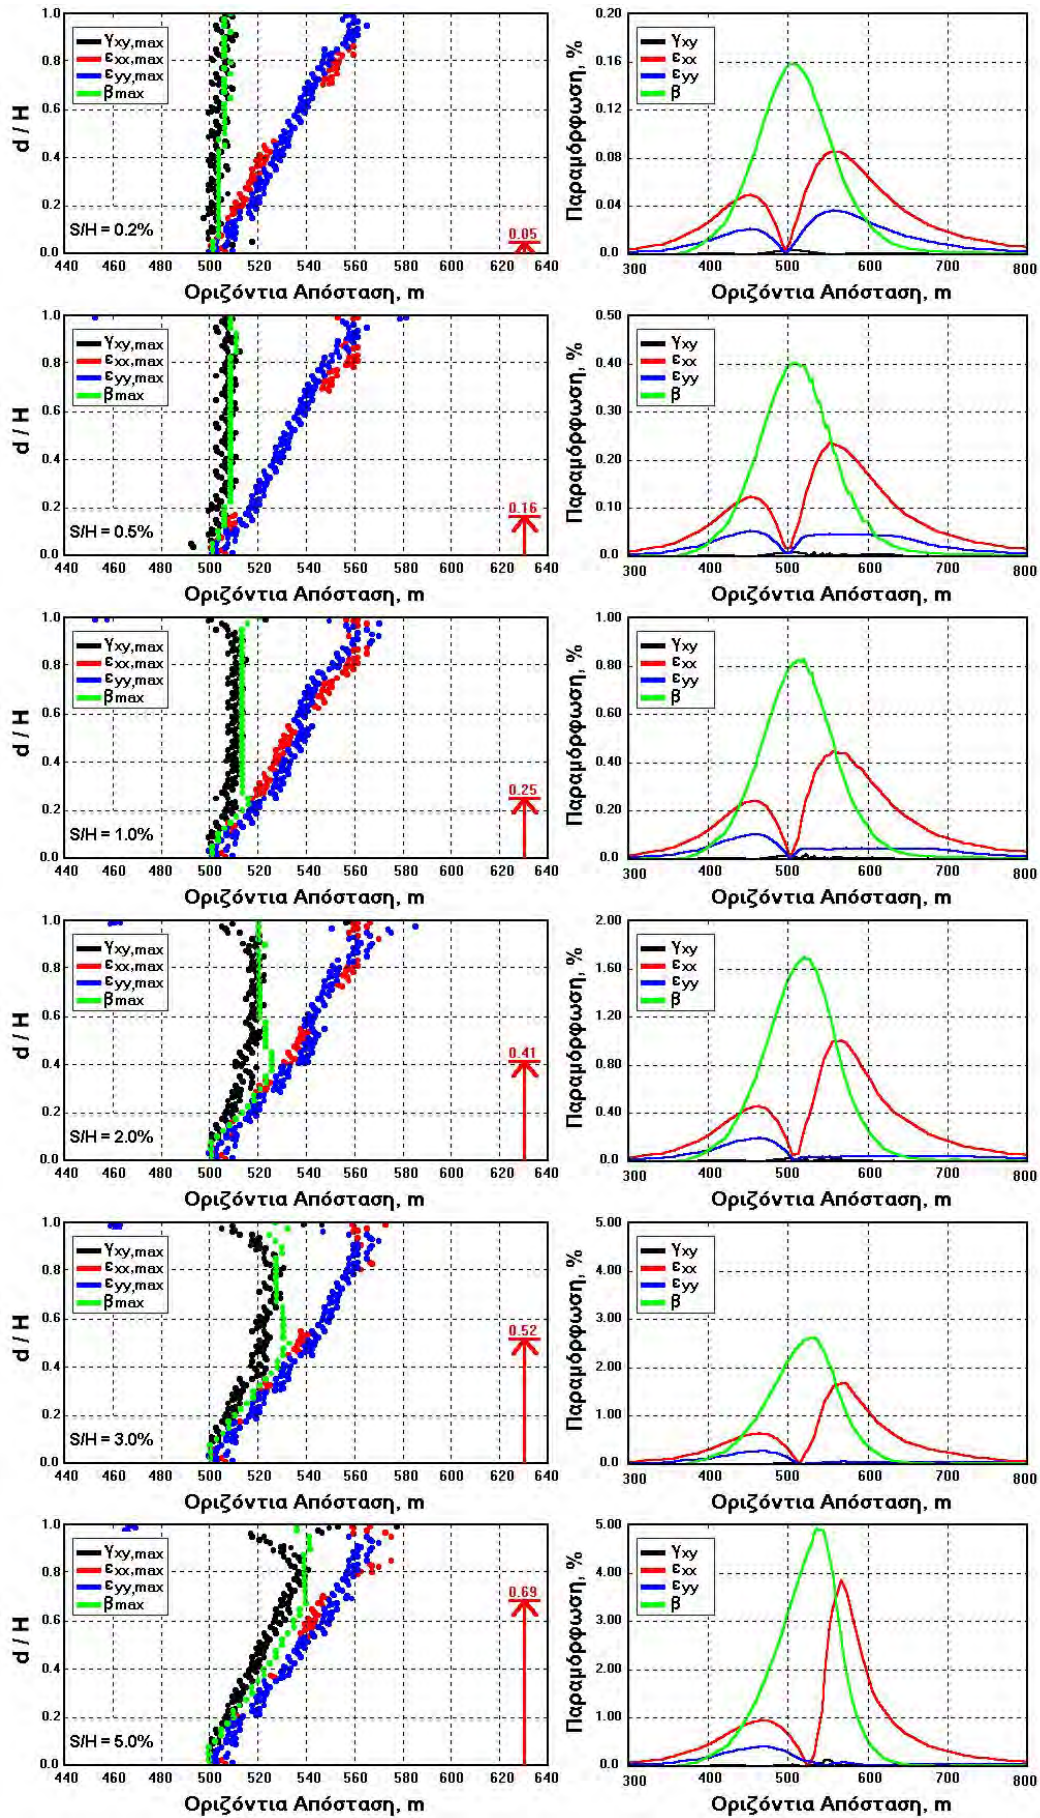 1.0
0.8
0.6
0.4
0.2
0.0
d / H
γxy,max
εxx,max
εyy,max
βmax
S/H = 0.2%
0.05
440 460 480 500 520 540 560 580 600 620 640
Οριζόντια Απόσταση, m
0.20
0.16
0.12
0.08
0.04
0.00
Παραμόρφωση, %
γxy
εxx
εyy
β
300 400 500 600 700 800
Οριζόντια Απόσταση, m
1.0
0.8
0.6
0.4
0.2
0.0
d / H
γxy,max
εxx,max
εyy,max
βmax
S/H = 0.5%
0.16
440 460 480 500 520 540 560 580 600 620 640
Οριζόντια Απόσταση, m
0.50
0.40
0.30
0.20
0.10
0.00
Παραμόρφωση, %
γxy
εxx
εyy
β
300 400 500 600 700 800
Οριζόντια Απόσταση, m
1.0
0.8
0.6
0.4
0.2
0.0
d / H
γxy,max
εxx,max
εyy,max
βmax
S/H = 1.0%
0.25
440 460 480 500 520 540 560 580 600 620 640
Οριζόντια Απόσταση, m
1.00
0.80
0.60
0.40
0.20
0.00
Παραμόρφωση, %
γxy
εxx
εyy
β
300 400 500 600 700 800
Οριζόντια Απόσταση, m
1.0
0.8
0.6
0.4
0.2
0.0
d / H
γxy,max
εxx,max
εyy,max
βmax
S/H = 2.0%
0.41
440 460 480 500 520 540 560 580 600 620 640
Οριζόντια Απόσταση, m
2.00
1.60
1.20
0.80
0.40
0.00
Παραμόρφωση, %
γxy
εxx
εyy
β
300 400 500 600 700 800
Οριζόντια Απόσταση, m
1.0
0.8
0.6
0.4
0.2
0.0
d / H
γxy,max
εxx,max
εyy,max
βmax
S/H = 3.0%
0.52
440 460 480 500 520 540 560 580 600 620 640
Οριζόντια Απόσταση, m
5.00
4.00
3.00
2.00
1.00
0.00
Παραμόρφωση, %
γxy
εxx
εyy
β
300 400 500 600 700 800
Οριζόντια Απόσταση, m
1.0
0.8
0.6
0.4
0.2
0.0
d / H
γxy,max
εxx,max
εyy,max
βmax
S/H = 5.0%
0.69
440 460 480 500 520 540 560 580 600 620 640
Οριζόντια Απόσταση, m
5.00
4.00
3.00
2.00
1.00
0.00
Παραμόρφωση, %
γxy
εxx
εyy
β
300 400 500 600 700 800
Οριζόντια Απόσταση, m